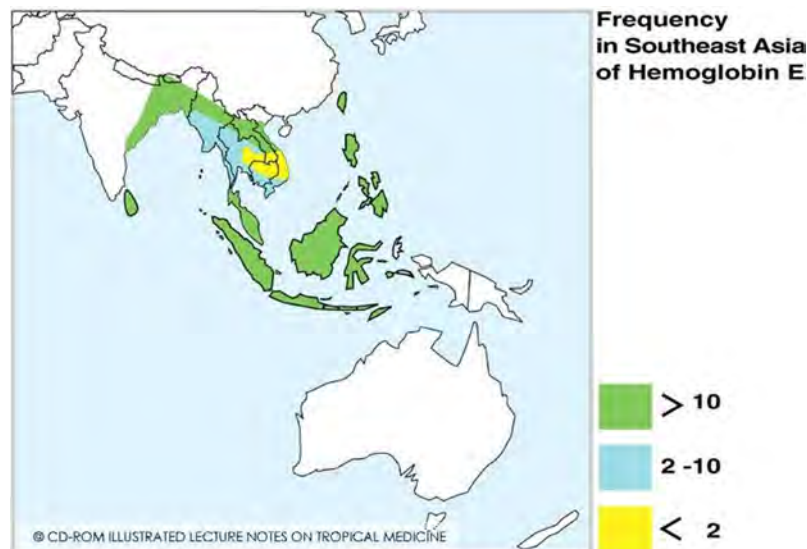 Frequency
in Southeast Asia
of Hemoglobin E
> 10
2 -10
< 2
@ CD-ROM ILLUSTRATED LECTURE NOTES ON TROPICAL MEDICINE